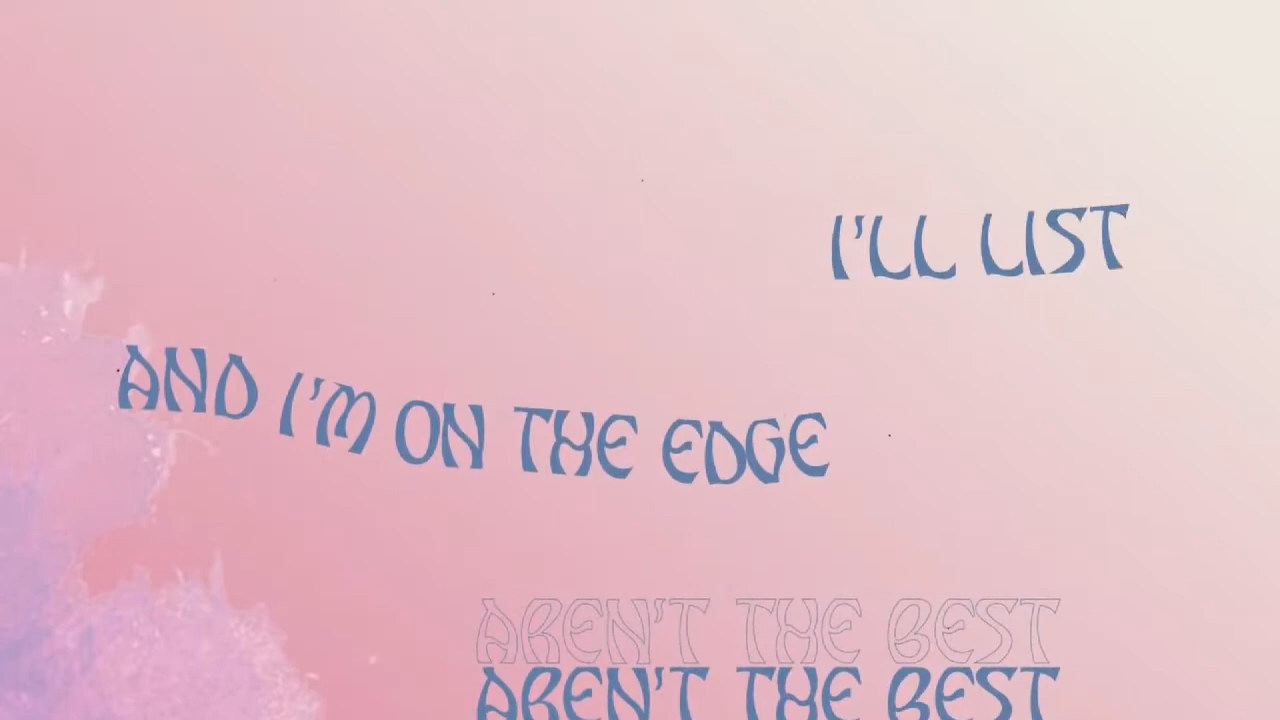 I'LL LIST
AND I'M ON THE EDGE
AREN'T THE BEST
AREN'T THE BEST